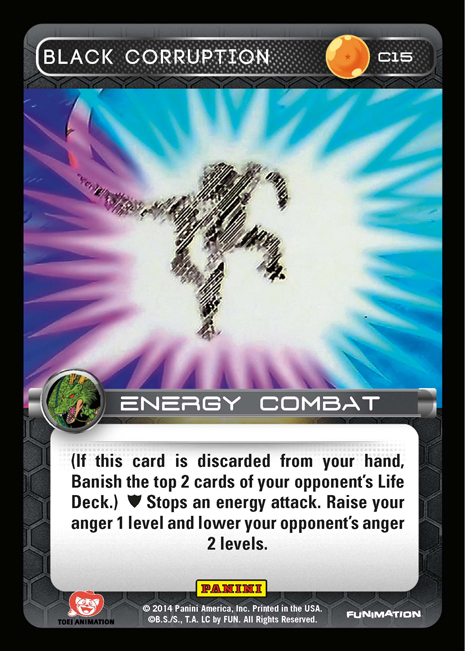 BLACK CORRUPTION C15
ENERGY COMBAT
(If this card is discarded from your hand,
Banish the top 2 cards of your opponent's Life
Deck.) Stops an energy attack. Raise your
anger 1 level and lower your opponent's anger
2 levels.
PANINI
© 2014 Panini America, Inc. Printed in the USA.
TOEI ANIMATION ©B.S./S., T.A. LC by FUN. All Rights Reserved. FUNIMATION